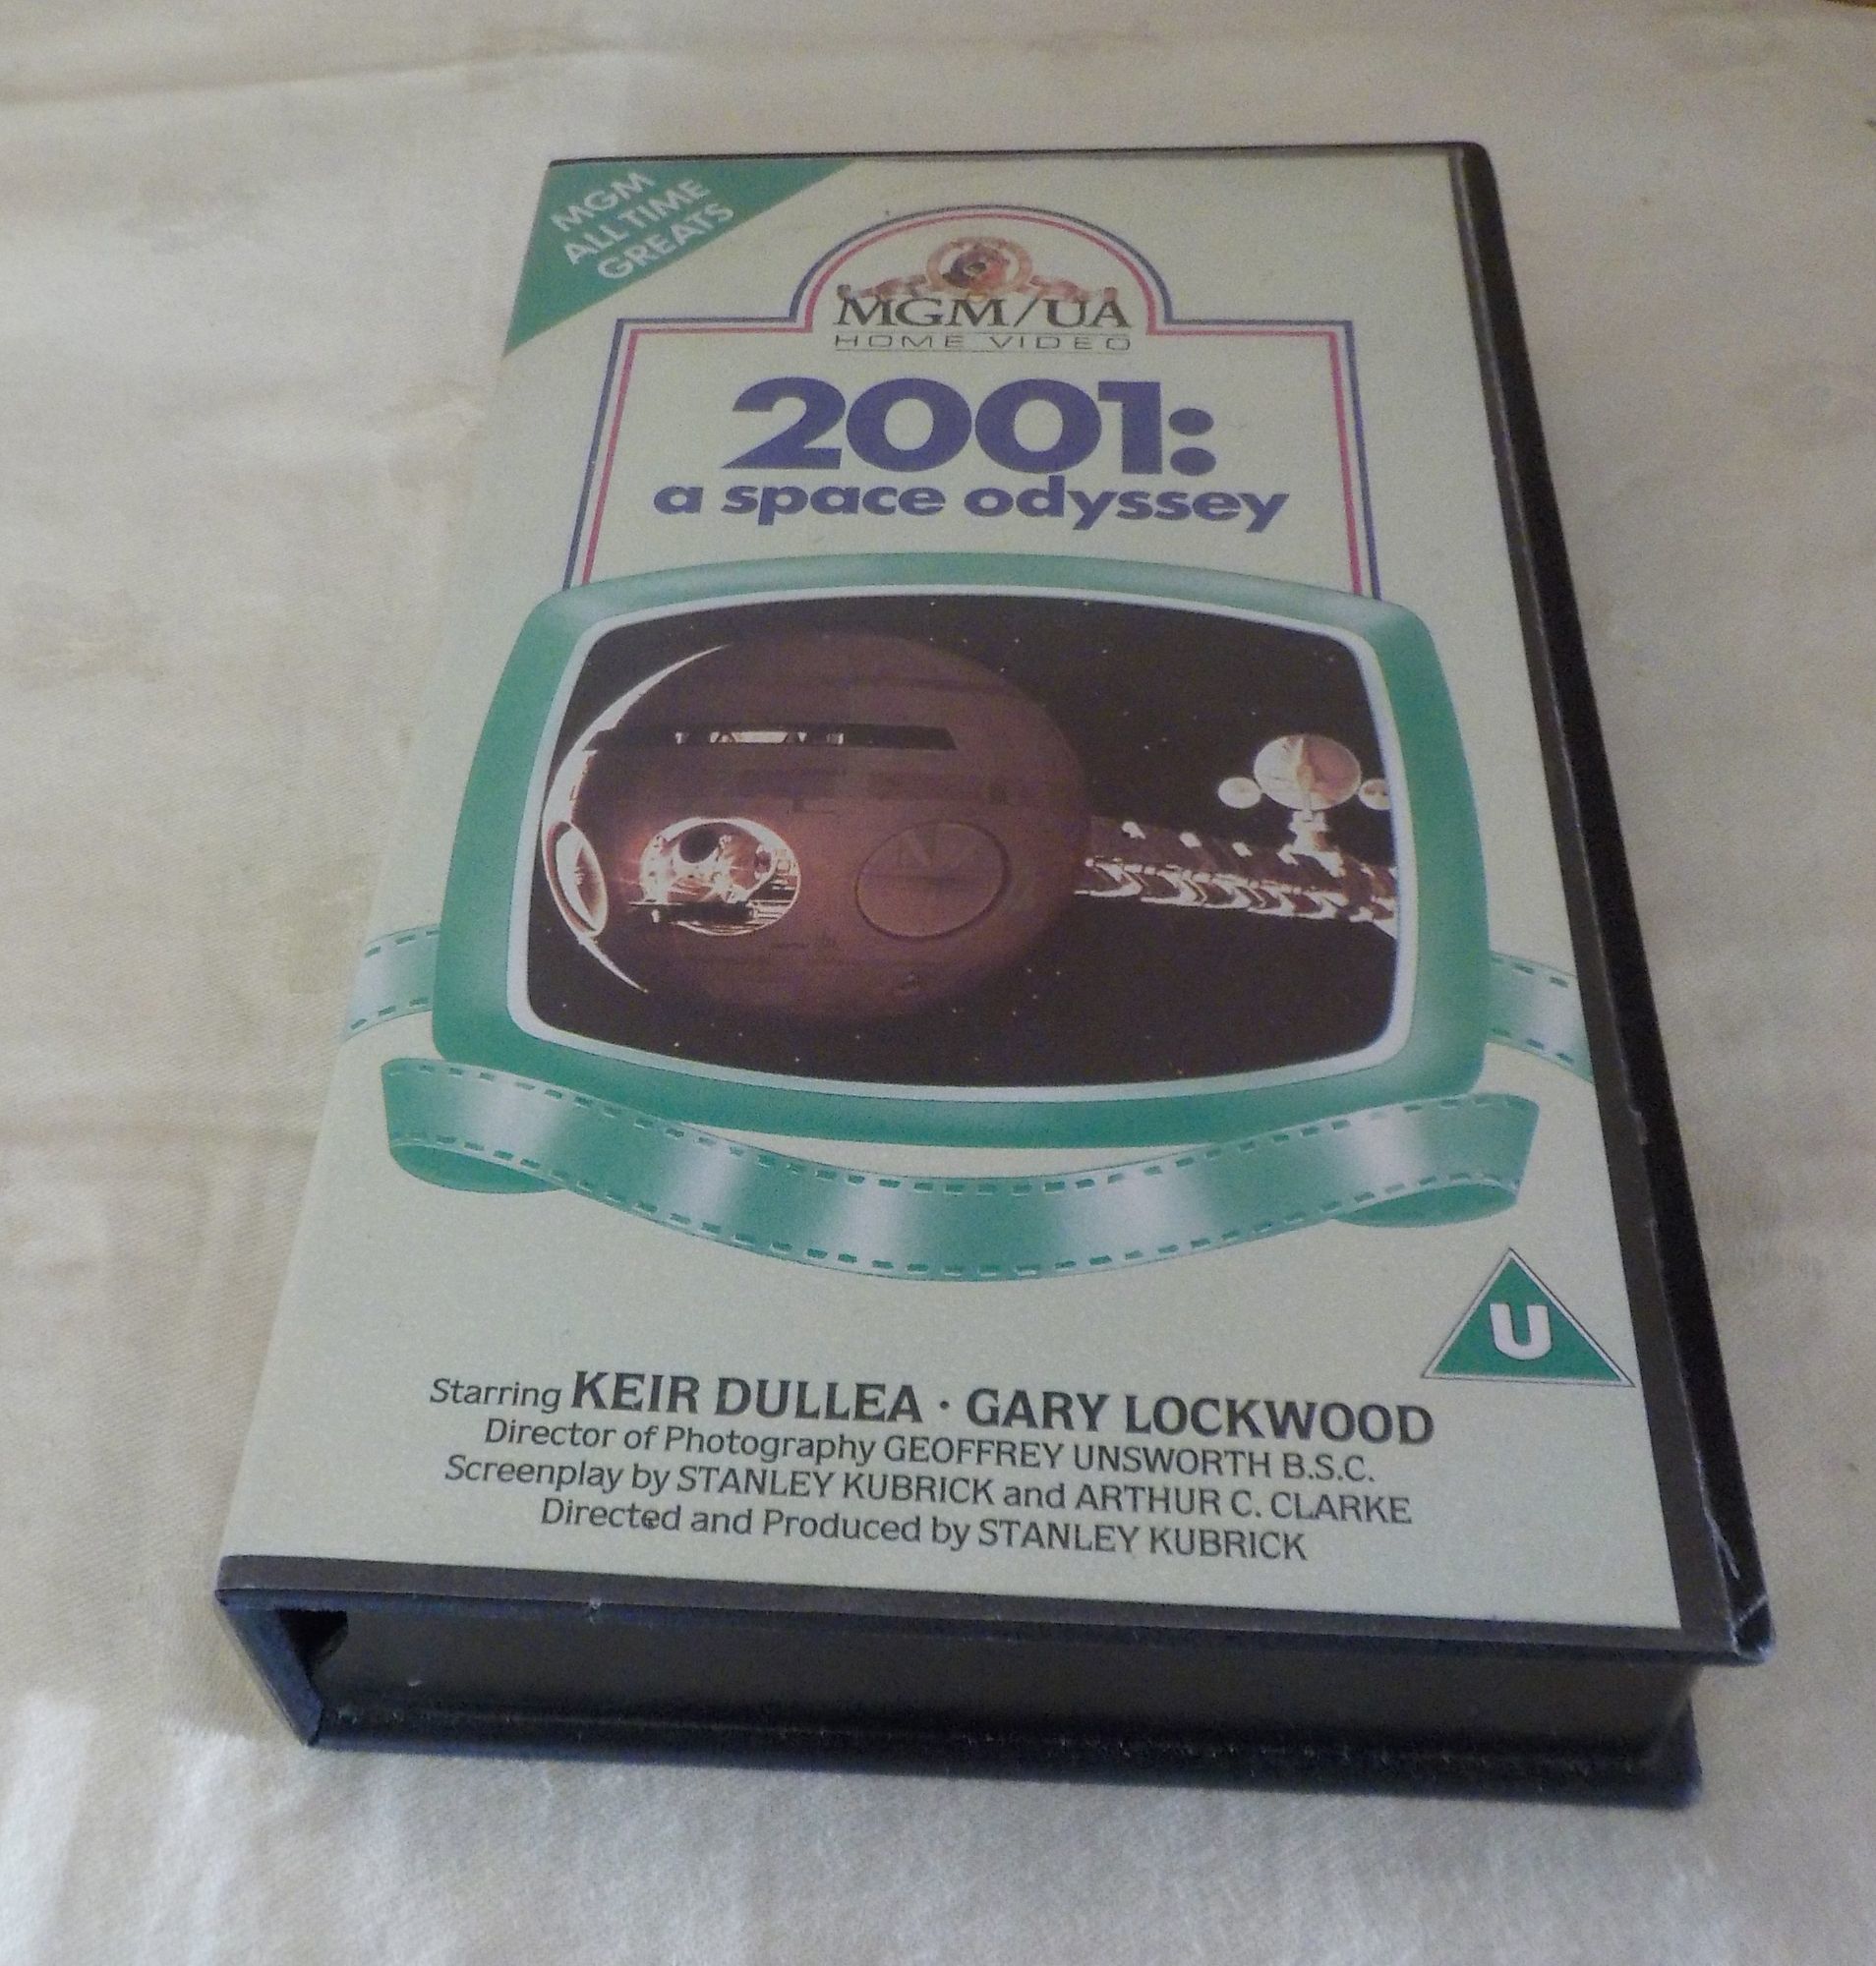 MGM
ALL TIME
GREATS
MGM/UA
HOME VIDEO
2001:
a space odyssey
U
Starring KEIR DULLEA · GARY LOCKWOOD
Director of Photography GEOFFREY UNSWORTH B.S.C.
Screenplay by STANLEY KUBRICK and ARTHUR C. CLARKE
Directed and Produced by STANLEY KUBRICK